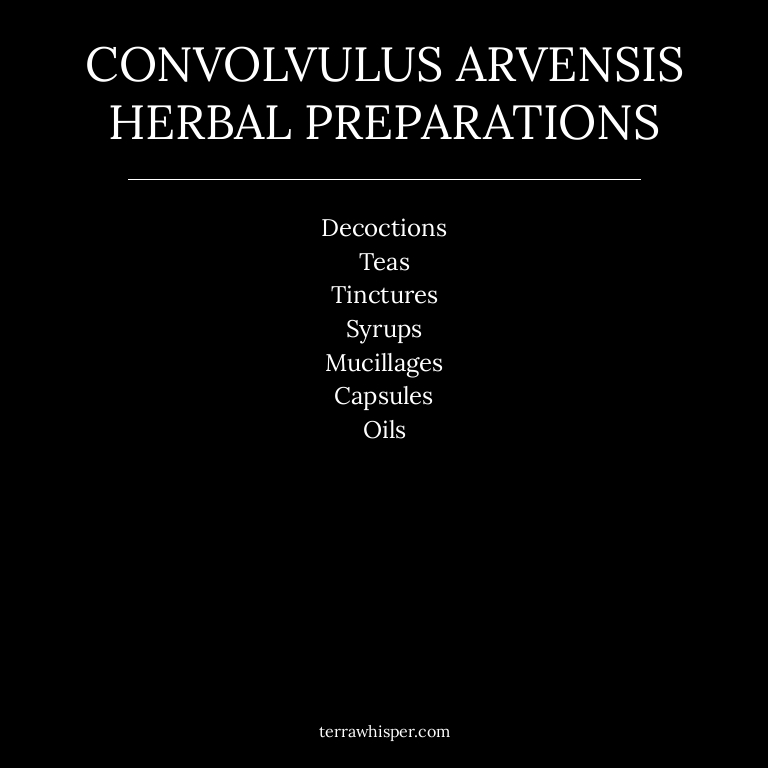 CONVOLVULUS ARVENSIS
HERBAL PREPARATIONS
Decoctions
Teas
Tinctures
Syrups
Mucillages
Capsules
Oils
terrawhisper.com